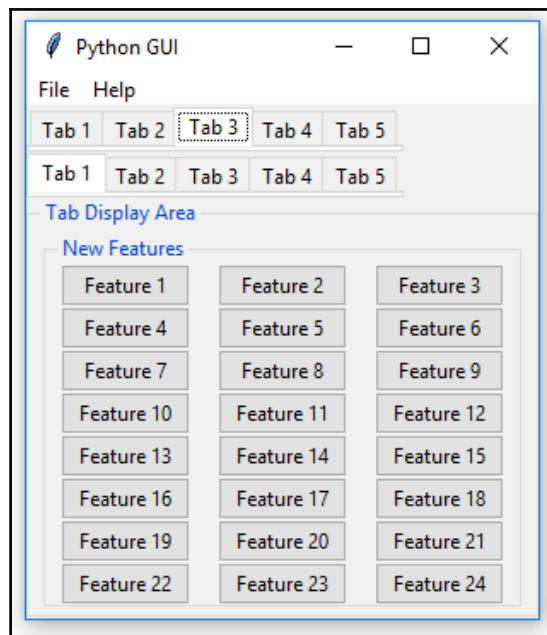 Python GUI
File Help
Tab 1 Tab 2 Tab 3 Tab 4 Tab 5
Tab 1 Tab 2 Tab 3 Tab 4 Tab 5
Tab Display Area
New Features
Feature 1 Feature 2 Feature 3
Feature 4 Feature 5 Feature 6
Feature 7 Feature 8 Feature 9
Feature 10 Feature 11 Feature 12
Feature 13 Feature 14 Feature 15
Feature 16 Feature 17 Feature 18
Feature 19 Feature 20 Feature 21
Feature 22 Feature 23 Feature 24